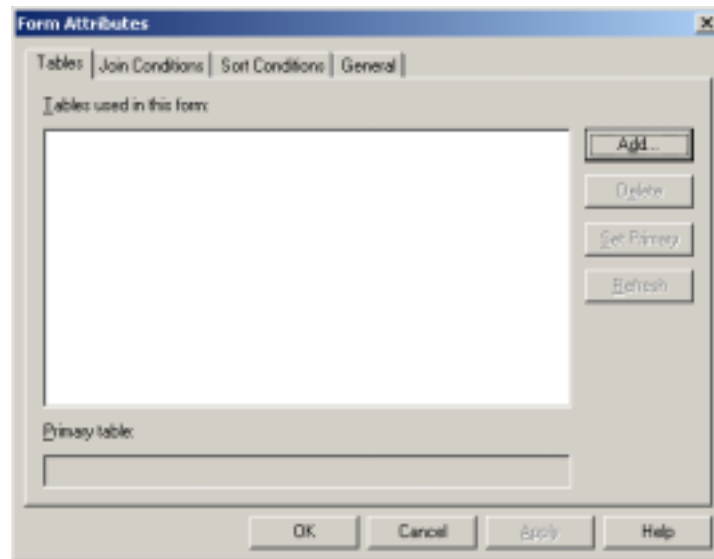 Form Attributes
Tables Join Conditions Sort Conditions General
Tables used in this form:
Add...
Delete
Set Primary
Refresh
Primary table:
OK Cancel Apply Help